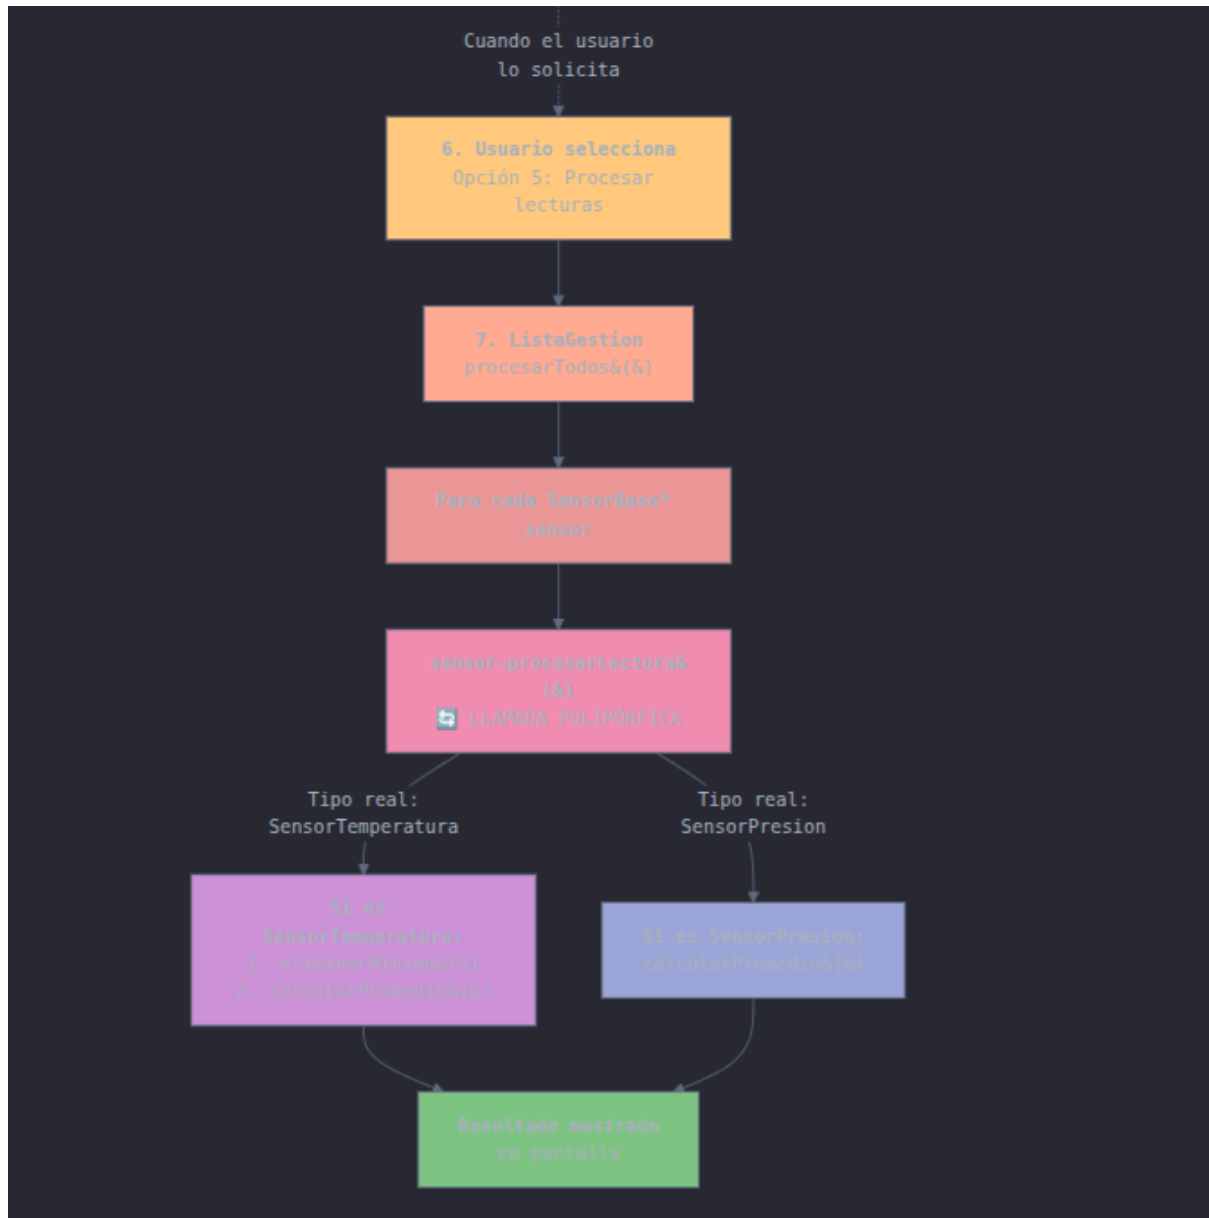 Cuando el usuario
lo solicita
6. Usuario selecciona
Opción 5: Procesar
lecturas
7. ListaGestion
procesarTodos&(&)
Para cada SensorBase*
sensor
sensor→procesarLectura&
(&)
🔄 LLAMADA POLIMÓRFICA
Tipo real:
SensorTemperatura
Tipo real:
SensorPresion
Si es
SensorTemperatura:
1. eliminarMinimo&(&)
2. calcularPromedio&(&)
Si es SensorPresion:
calcularPromedio&(&)
Resultado mostrado
en pantalla